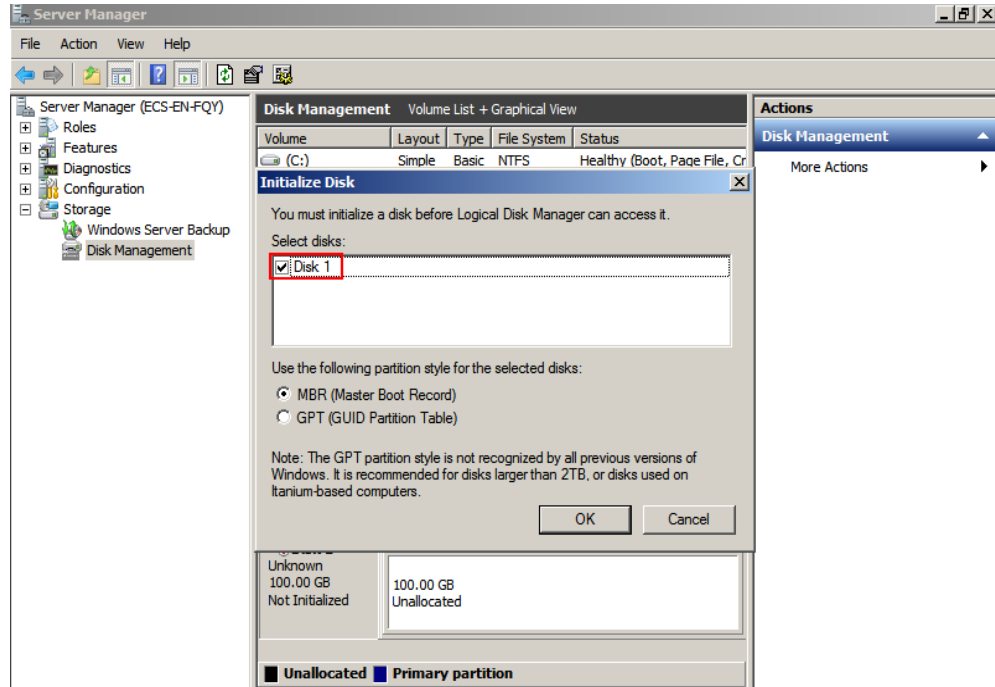 Server Manager
File Action View Help
Server Manager (ECS-EN-FQY)
Roles
Features
Diagnostics
Configuration
Storage
Windows Server Backup
Disk Management
Disk Management Volume List + Graphical View
Volume Layout Type File System Status
(C:) Simple Basic NTFS Healthy (Boot, Page File, Cr
Initialize Disk
You must initialize a disk before Logical Disk Manager can access it.
Select disks:
Disk 1
Use the following partition style for the selected disks:
MBR (Master Boot Record)
GPT (GUID Partition Table)
Note: The GPT partition style is not recognized by all previous versions of
Windows. It is recommended for disks larger than 2TB, or disks used on
Itanium-based computers.
OK Cancel
Unknown
100.00 GB
Not Initialized
100.00 GB
Unallocated
Unallocated Primary partition
Actions
Disk Management
More Actions